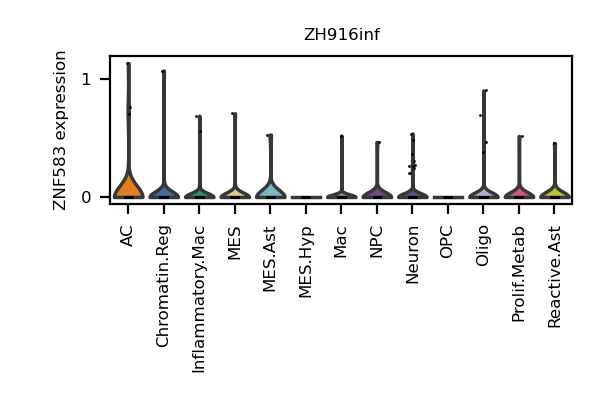 ZH916inf
ZNF583 expression
1
0
AC
Chromatin.Reg
Inflammatory.Mac
MES
MES.Ast
MES.Hyp
Mac
NPC
Neuron
OPC
Oligo
Prolif.Metab
Reactive.Ast